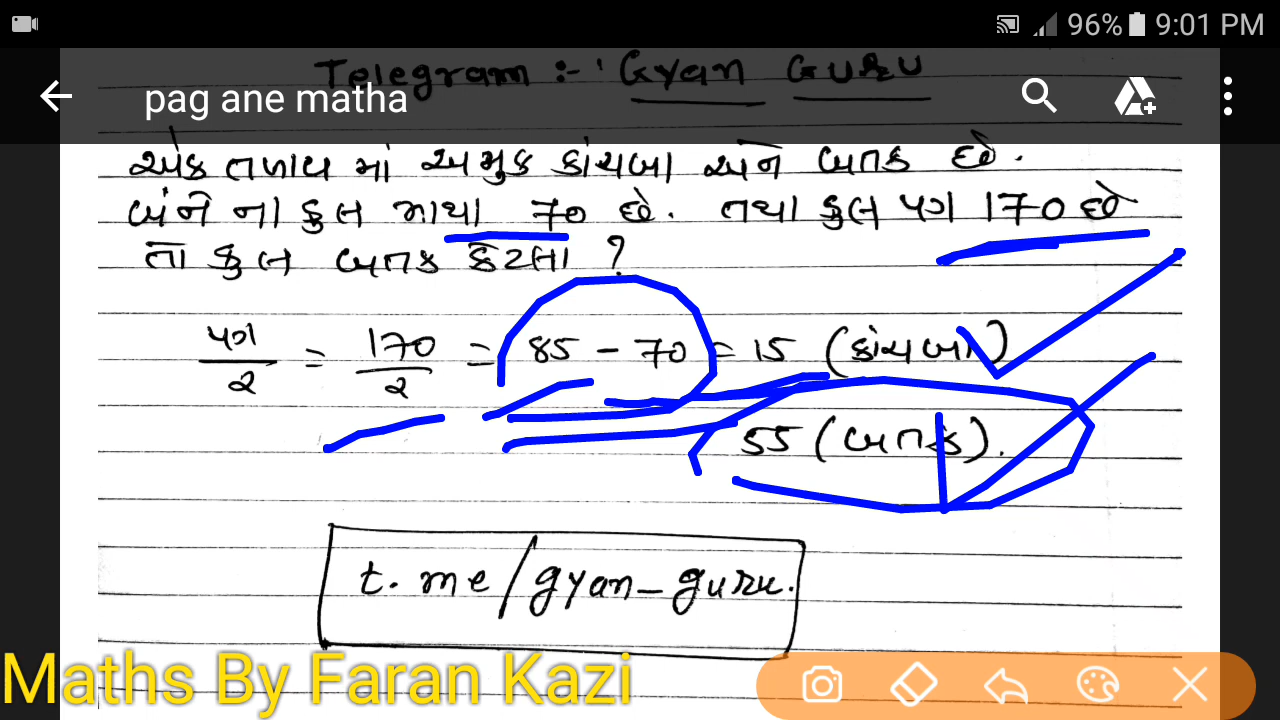 96% 9:01 PM
Telegram :- ' Gyan Guru
pag ane matha
એક તળાવ માં અમુક કાંચબા અને બતક છે.
બંને ના કુલ માથા 70 છે. તથા કુલ પગ 170 છે
તો કુલ બતક કેટલા ?
પગ/2 = 170/2 = 85 - 70 = 15 (કાંચબા)
55 (બતક).
t.me/gyan-guru.
Maths By Faran Kazi